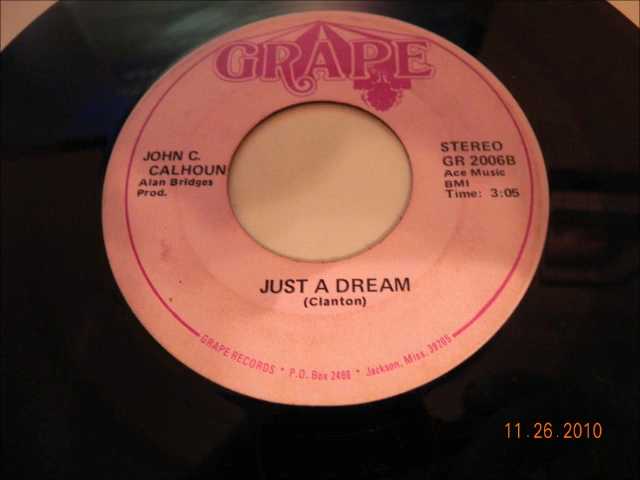 GRAPE
JOHN C.
CALHOUN
Alan Bridges
Prod.
STEREO
GR 2006B
Ace Music
BMI
Time: 3:05
JUST A DREAM
(Clanton)
GRAPE RECORDS * P.O. Box 2466 * Jackson, Miss. 39205
11.26.2010